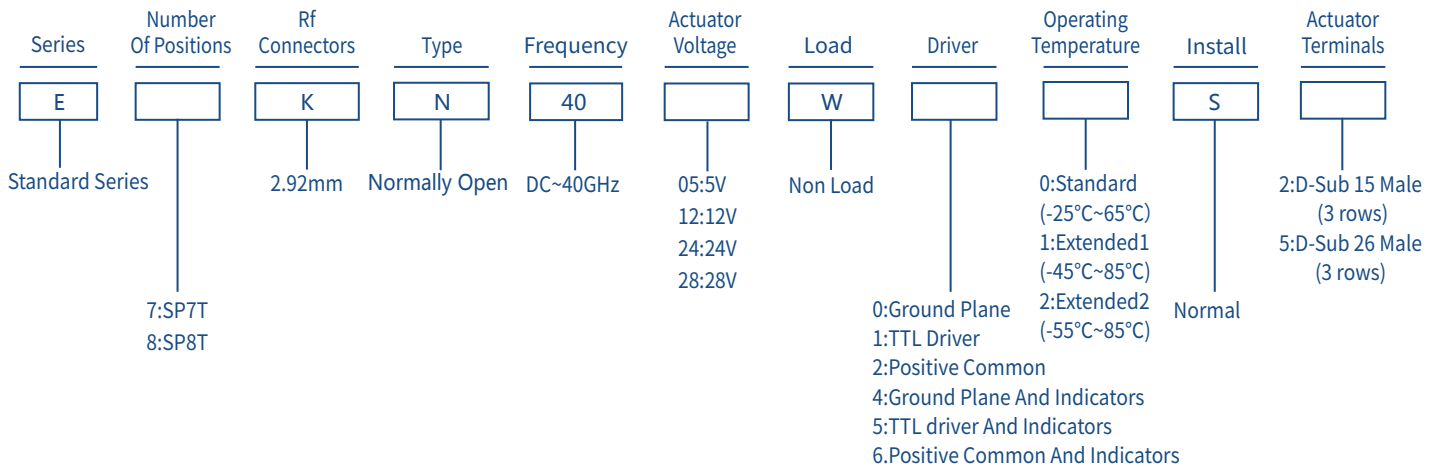 Series
Number
Of Positions
Rf
Connectors
Type
Frequency
Actuator
Voltage
Load
Driver
Operating
Temperature
Install
Actuator
Terminals
E
K
N
40
W
S
Standard Series
2.92mm
Normally Open
DC~40GHz
05:5V
12:12V
24:24V
28:28V
Non Load
0:Standard
(-25°C~65°C)
1:Extended1
(-45°C~85°C)
2:Extended2
(-55°C~85°C)
2:D-Sub 15 Male
(3 rows)
5:D-Sub 26 Male
(3 rows)
7:SP7T
8:SP8T
0:Ground Plane
1:TTL Driver
2:Positive Common
4:Ground Plane And Indicators
5:TTL driver And Indicators
6.Positive Common And Indicators
Normal